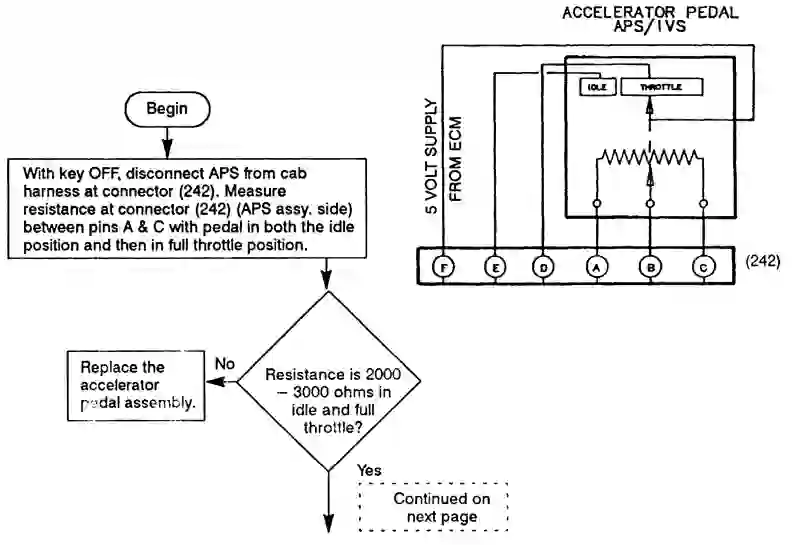 ACCELERATOR PEDAL
APS/IVS
IDLE
THROTTLE
5 VOLT SUPPLY
FROM ECM
F
E
D
A
B
C
(242)
Begin
With key OFF, disconnect APS from cab
harness at connector (242). Measure
resistance at connector (242) (APS assy. side)
between pins A & C with pedal in both the idle
position and then in full throttle position.
No
Replace the
accelerator
pedal assembly.
Resistance is 2000
– 3000 ohms in
idle and full
throttle?
Yes
Continued on
next page